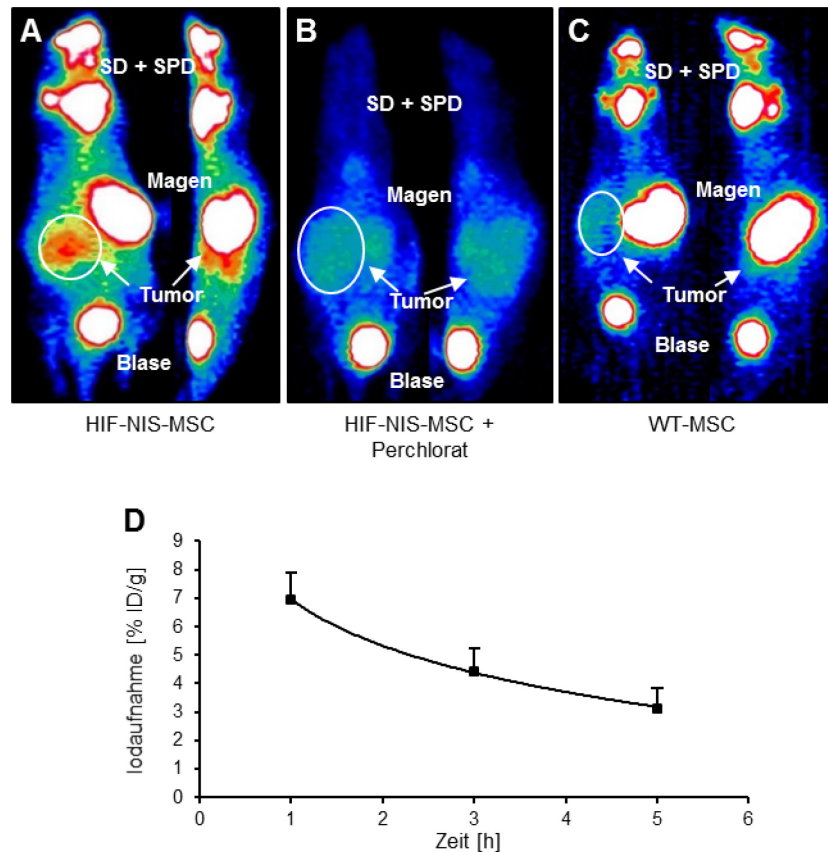 A
B
C
SD + SPD
SD + SPD
SD + SPD
Magen
Magen
Magen
Tumor
Tumor
Tumor
Blase
Blase
Blase
HIF-NIS-MSC
HIF-NIS-MSC +
Perchlorat
WT-MSC
D
Iodaufnahme [% ID/g]
9
8
7
6
5
4
3
2
1
0
0 1 2 3 4 5 6
Zeit [h]